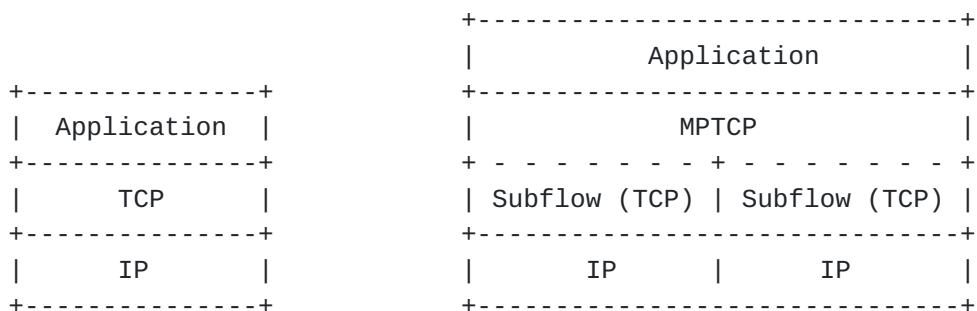 +-------------------------------+
                             |           Application         |
+---------------+            +-------------------------------+
|  Application  |            |             MPTCP             |
+---------------+            + - - - - - - - + - - - - - - - +
|      TCP      |            | Subflow (TCP) | Subflow (TCP) |
+---------------+            +-------------------------------+
|      IP       |            |       IP      |      IP       |
+---------------+            +-------------------------------+